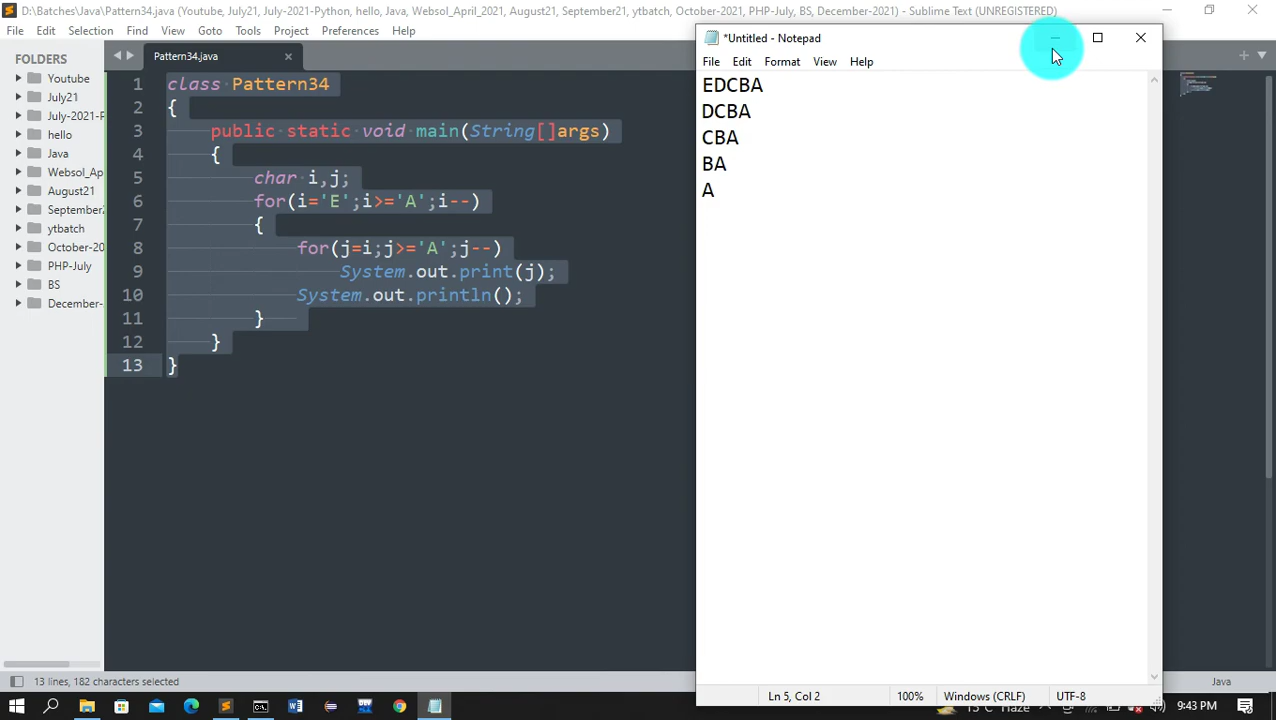 D:\Batches\Java\Pattern34.java (Youtube, July21, July-2021-Python, hello, Java, Websol_April_2021, August21, September21, ytbatch, October-2021, PHP-July, BS, December-2021) - Sublime Text (UNREGISTERED)
File Edit Selection Find View Goto Tools Project Preferences Help
FOLDERS
Youtube
July21
July-2021-P
hello
Java
Websol_Ap
August21
September
ytbatch
October-20
PHP-July
BS
December-
Pattern34.java
1 class Pattern34
2 {
3 public static void main(String[]args)
4 {
5 char i,j;
6 for(i='E';i>='A';i--)
7 {
8 for(j=i;j>='A';j--)
9 System.out.print(j);
10 System.out.println();
11 }
12 }
13 }
*Untitled - Notepad
File Edit Format View Help
EDCBA
DCBA
CBA
BA
A
Ln 5, Col 2 100% Windows (CRLF) UTF-8
13 lines, 182 characters selected
Java
15°C Haze
9:43 PM